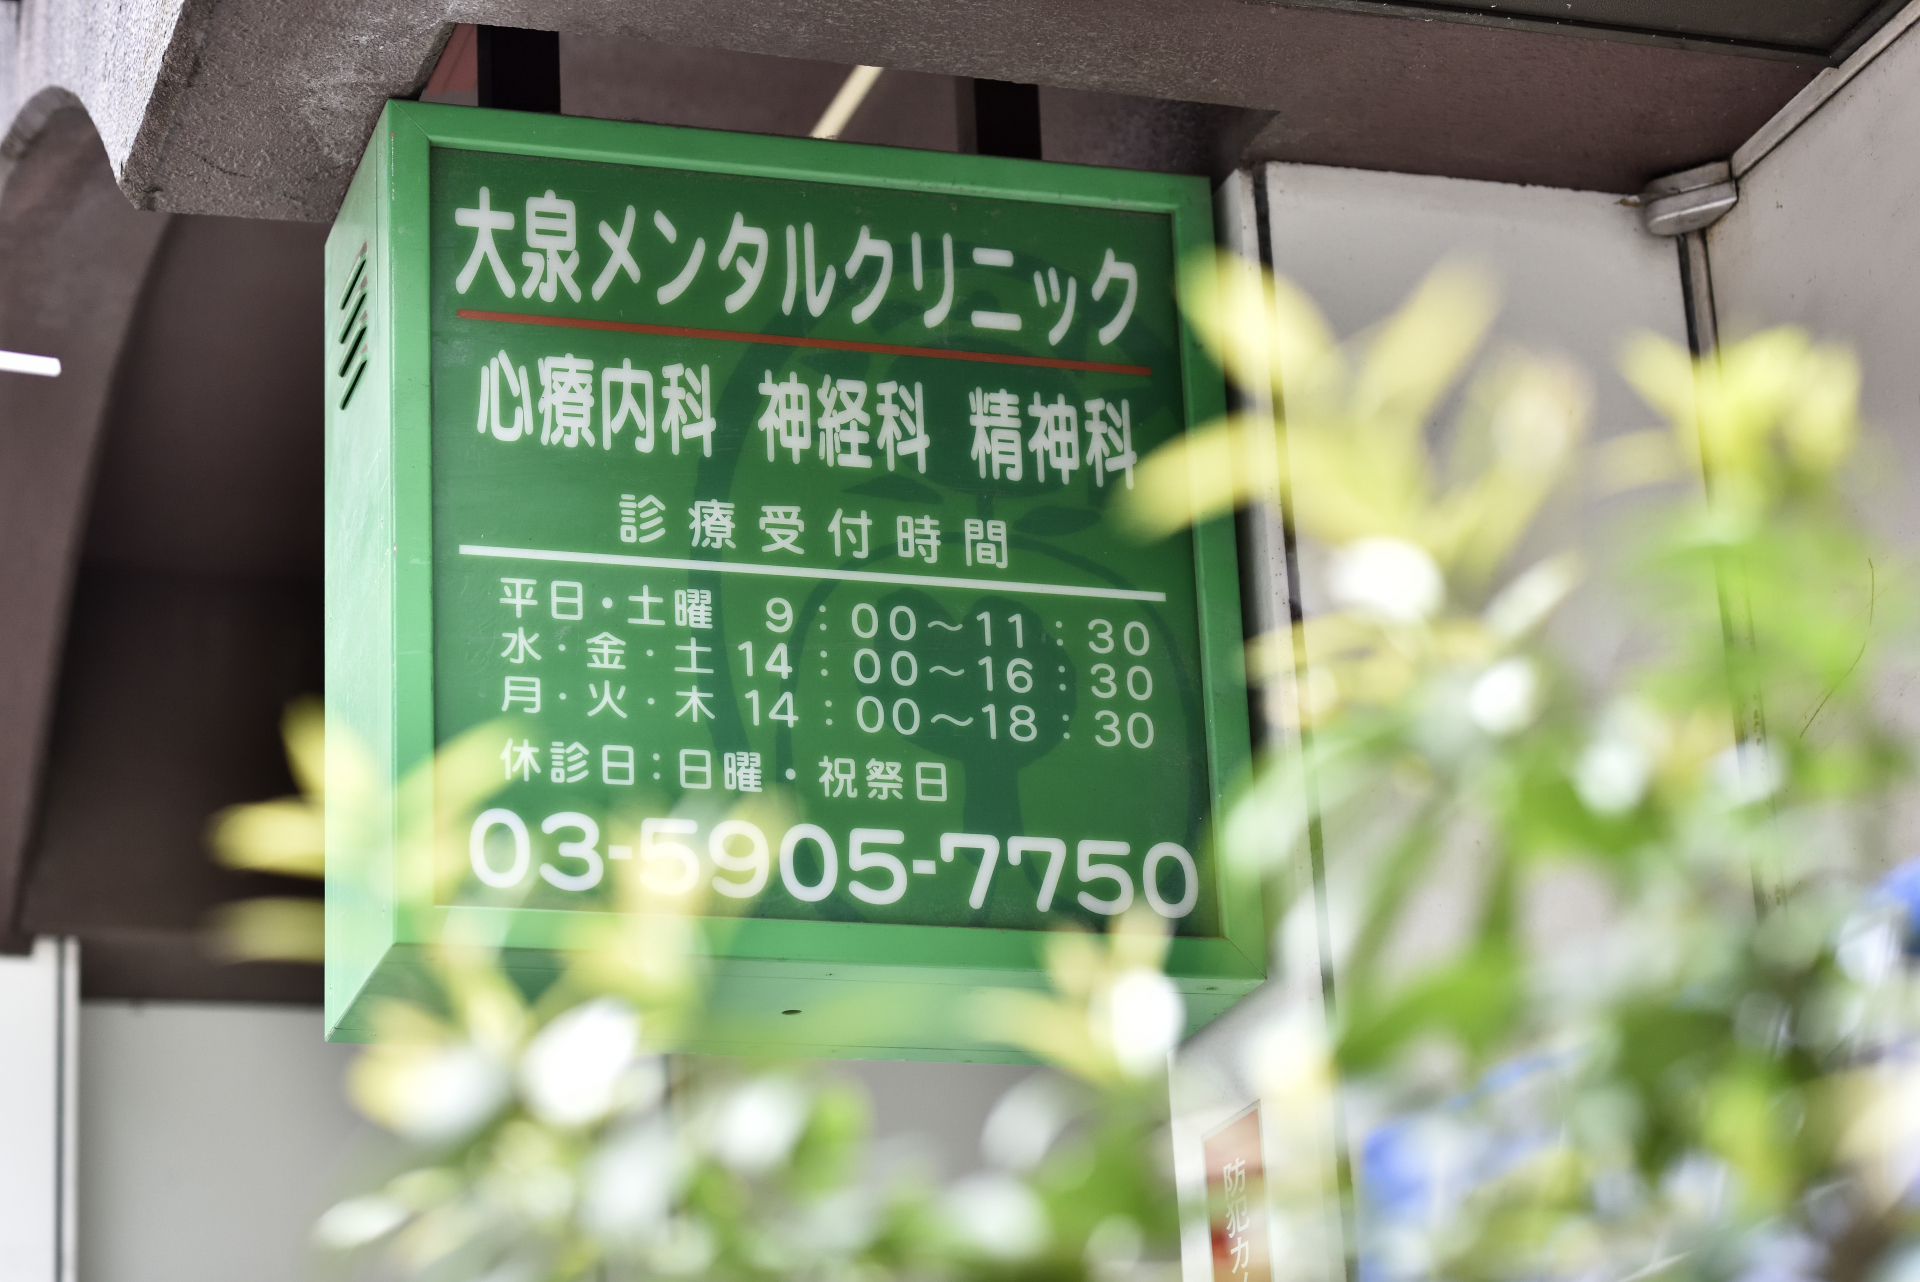 大泉メンタルクリニック
心療内科 神経科 精神科
診療受付時間
平日・土曜 9：00～11：30
水・金・土 14：00～16：30
月・火・木 14：00～18：30
休診日：日曜・祝祭日
03-5905-7750
防犯カ